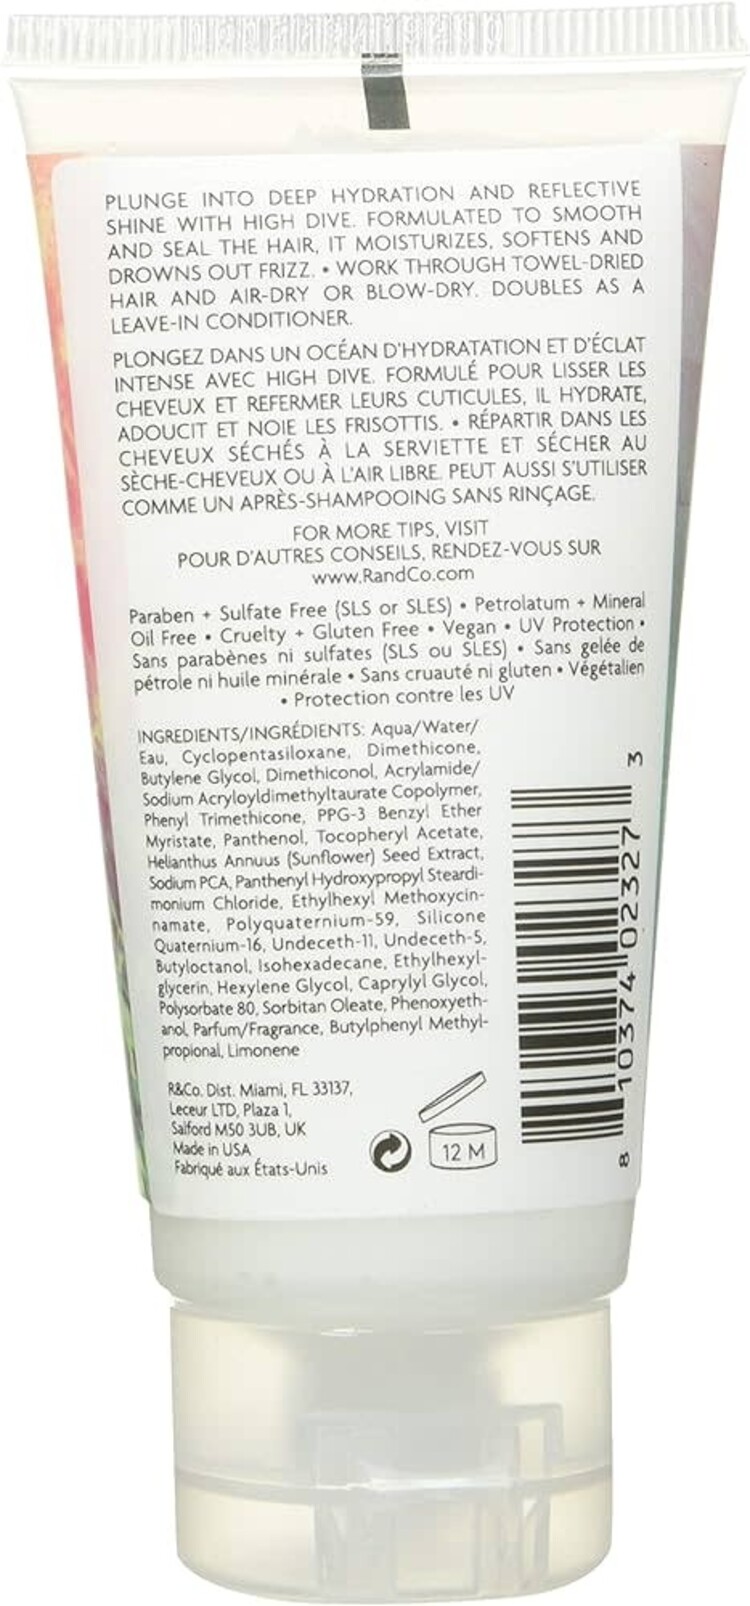 PLUNGE INTO DEEP HYDRATION AND REFLECTIVE
SHINE WITH HIGH DIVE. FORMULATED TO SMOOTH
AND SEAL THE HAIR, IT MOISTURIZES, SOFTENS AND
DROWNS OUT FRIZZ. • WORK THROUGH TOWEL-DRIED
HAIR AND AIR-DRY OR BLOW-DRY. DOUBLES AS A
LEAVE-IN CONDITIONER.
PLONGEZ DANS UN OCÉAN D'HYDRATATION ET D'ÉCLAT
INTENSE AVEC HIGH DIVE. FORMULÉ POUR LISSER LES
CHEVEUX ET REFERMER LEURS CUTICULES, IL HYDRATE,
ADOUCIT ET NOIE LES FRISOTTIS. • RÉPARTIR DANS LES
CHEVEUX SÉCHÉS À LA SERVIETTE ET SÉCHER AU
SÈCHE-CHEVEUX OU À L'AIR LIBRE. PEUT AUSSI S'UTILISER
COMME UN APRÈS-SHAMPOOING SANS RINÇAGE.
FOR MORE TIPS, VISIT
POUR D'AUTRES CONSEILS, RENDEZ-VOUS SUR
www.RandCo.com
Paraben + Sulfate Free (SLS or SLES) • Petrolatum + Mineral
Oil Free • Cruelty + Gluten Free • Vegan • UV Protection •
Sans parabènes ni sulfates (SLS ou SLES) • Sans gelée de
pétrole ni huile minérale • Sans cruauté ni gluten • Végétalien
• Protection contre les UV
INGREDIENTS/INGRÉDIENTS: Aqua/Water/
Eau, Cyclopentasiloxane, Dimethicone,
Butylene Glycol, Dimethiconol, Acrylamide/
Sodium Acryloyldimethyltaurate Copolymer,
Phenyl Trimethicone, PPG-3 Benzyl Ether
Myristate, Panthenol, Tocopheryl Acetate,
Helianthus Annuus (Sunflower) Seed Extract,
Sodium PCA, Panthenyl Hydroxypropyl Steardi-
monium Chloride, Ethylhexyl Methoxycin-
namate, Polyquaternium-59, Silicone
Quaternium-16, Undeceth-11, Undeceth-5,
Butyloctanol, Isohexadecane, Ethylhexyl-
glycerin, Hexylene Glycol, Caprylyl Glycol,
Polysorbate 80, Sorbitan Oleate, Phenoxyeth-
anol, Parfum/Fragrance, Butylphenyl Methyl-
propional, Limonene
R&Co. Dist. Miami, FL 33137,
Leceur LTD, Plaza 1,
Salford M50 3UB, UK
Made in USA
Fabriqué aux États-Unis
12 M
8 10374 02327 3